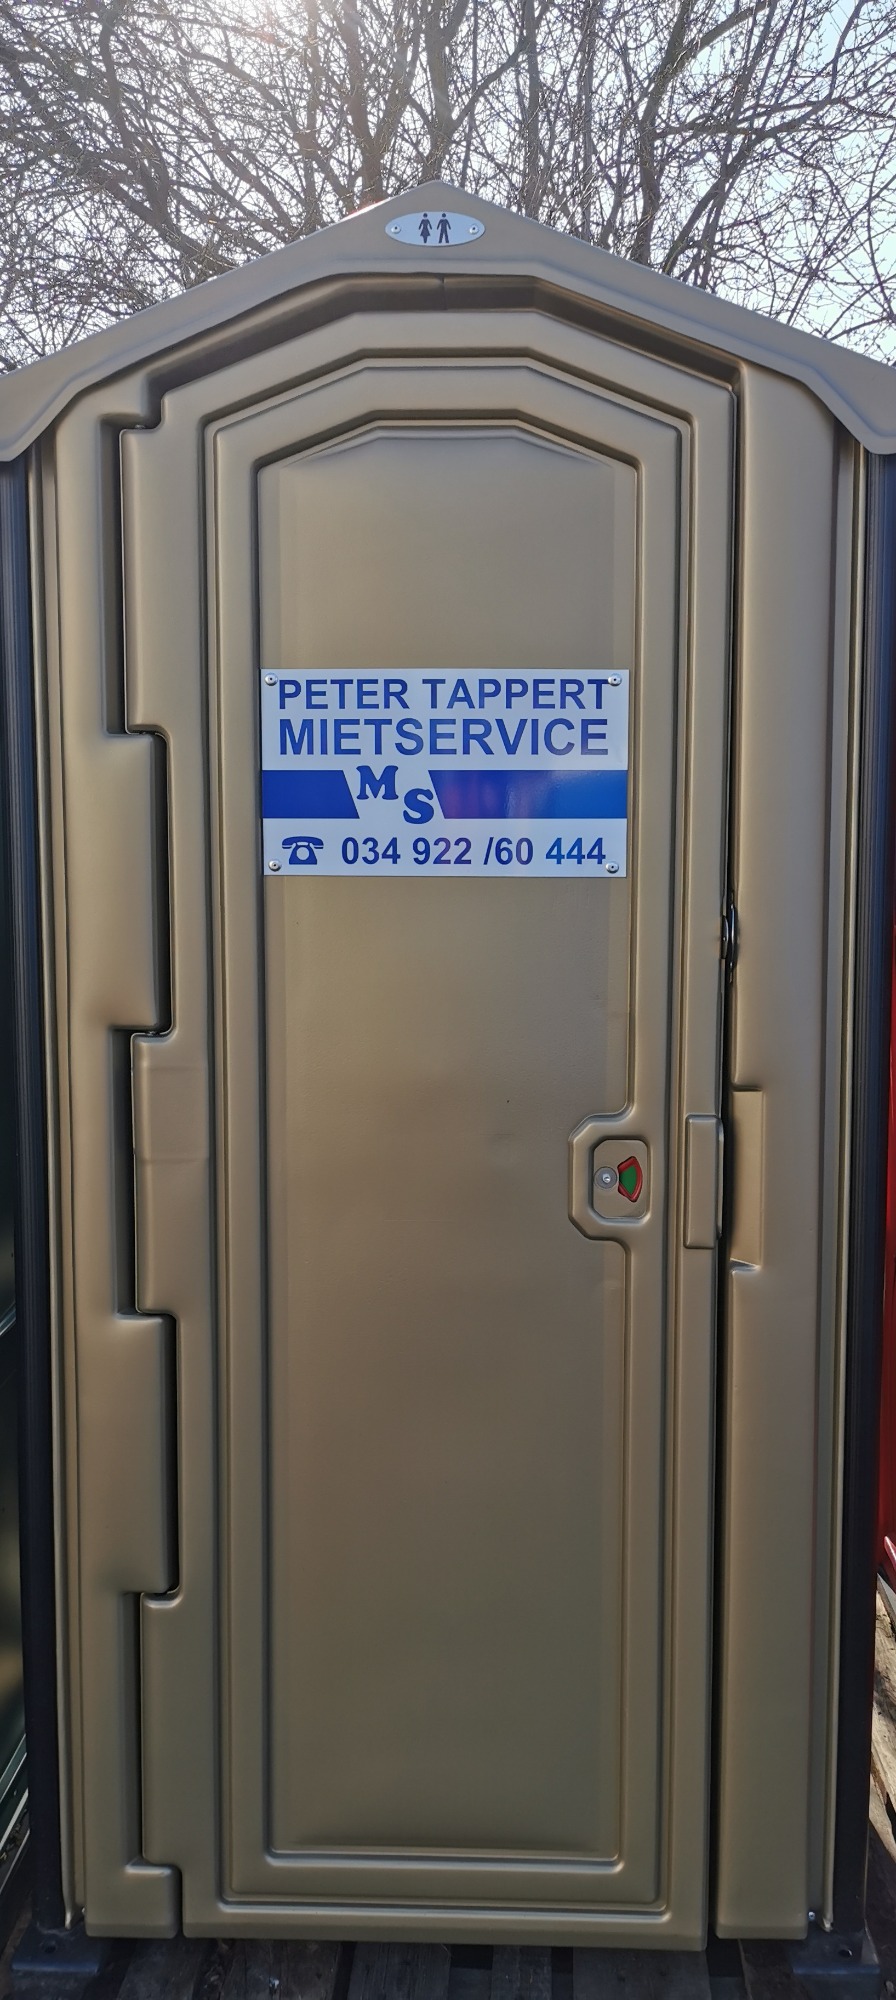 PETER TAPPERT
MIETSERVICE
MS
034 922 /60 444